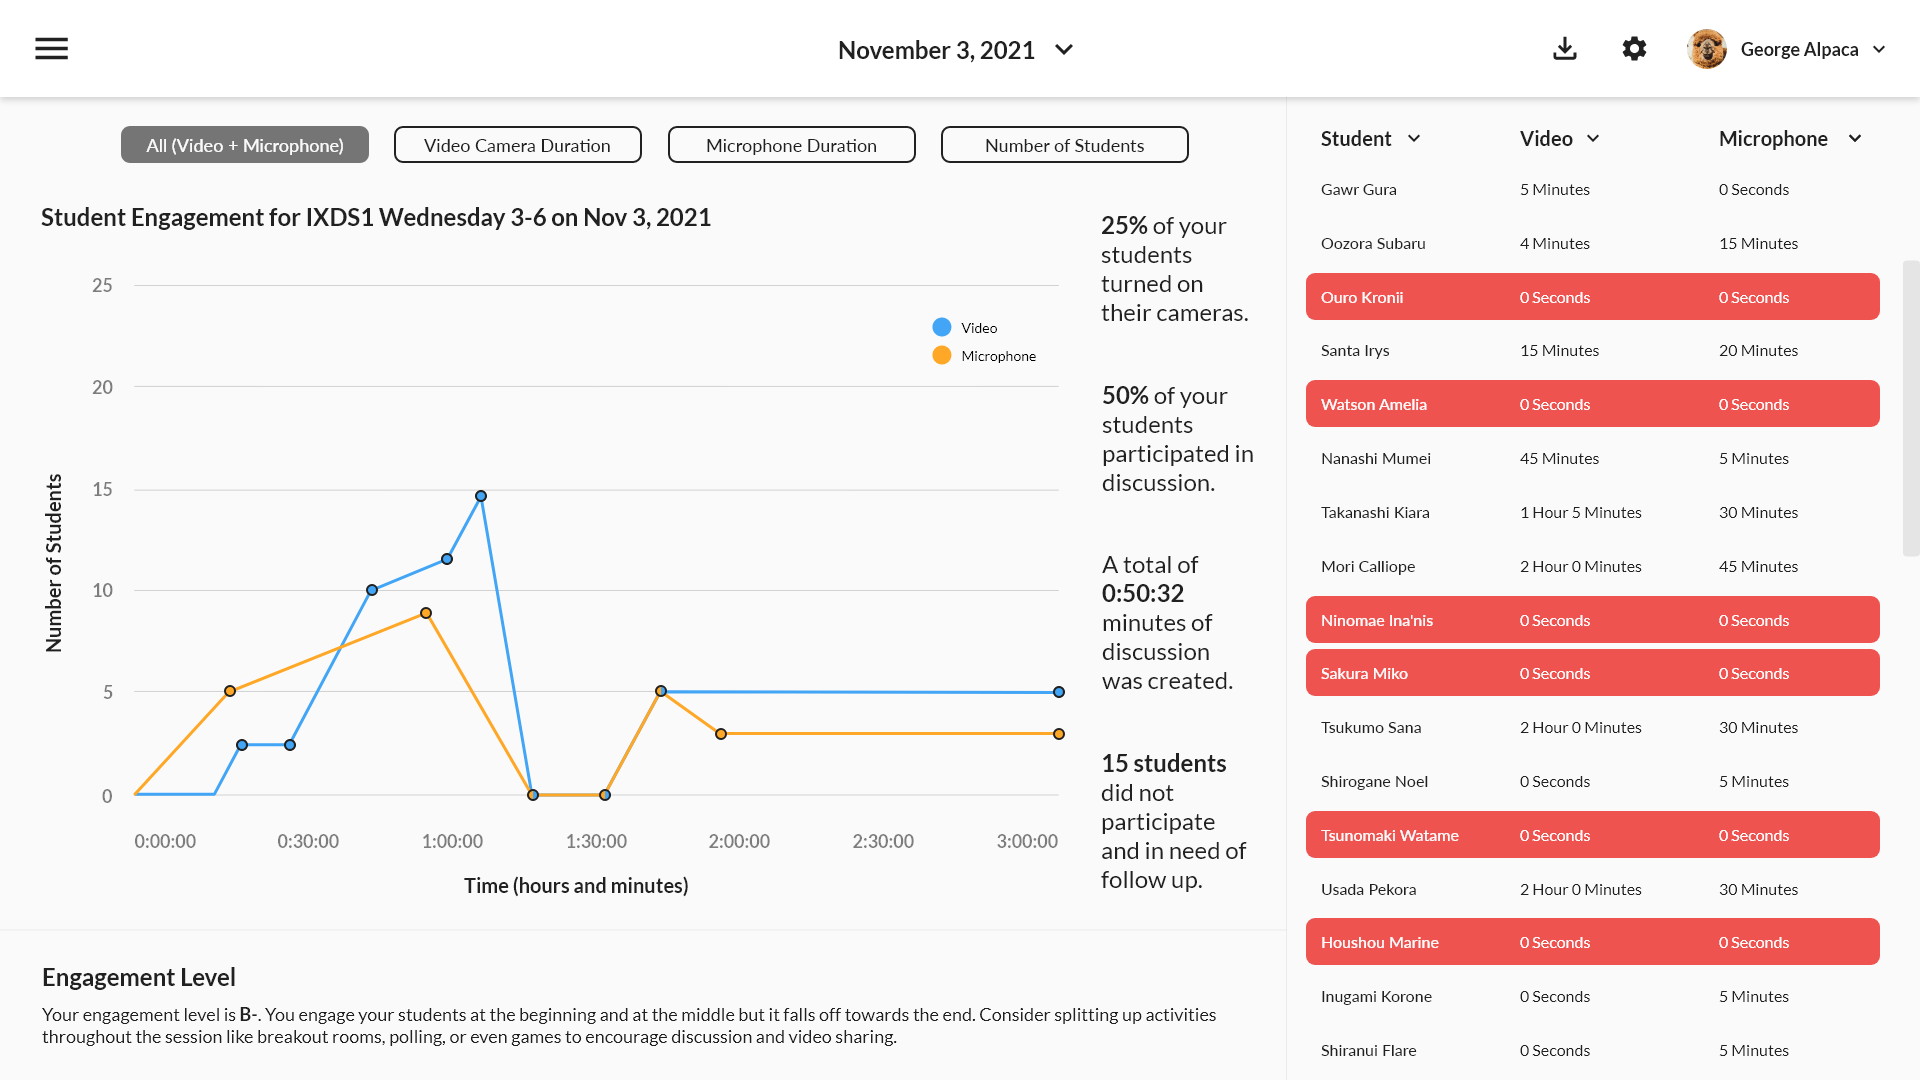 November 3, 2021
George Alpaca
All (Video + Microphone)
Video Camera Duration
Microphone Duration
Number of Students
Student Engagement for IXDS1 Wednesday 3-6 on Nov 3, 2021
25
20
15
10
5
0
Number of Students
Video
Microphone
0:00:00
0:30:00
1:00:00
1:30:00
2:00:00
2:30:00
3:00:00
Time (hours and minutes)
25% of your
students
turned on
their cameras.
50% of your
students
participated in
discussion.
A total of
0:50:32
minutes of
discussion
was created.
15 students
did not
participate
and in need of
follow up.
Engagement Level
Your engagement level is B-. You engage your students at the beginning and at the middle but it falls off towards the end. Consider splitting up activities
throughout the session like breakout rooms, polling, or even games to encourage discussion and video sharing.
Student Video Microphone
Gawr Gura 5 Minutes 0 Seconds
Oozora Subaru 4 Minutes 15 Minutes
Ouro Kronii 0 Seconds 0 Seconds
Santa Irys 15 Minutes 20 Minutes
Watson Amelia 0 Seconds 0 Seconds
Nanashi Mumei 45 Minutes 5 Minutes
Takanashi Kiara 1 Hour 5 Minutes 30 Minutes
Mori Calliope 2 Hour 0 Minutes 45 Minutes
Ninomae Ina'nis 0 Seconds 0 Seconds
Sakura Miko 0 Seconds 0 Seconds
Tsukumo Sana 2 Hour 0 Minutes 30 Minutes
Shirogane Noel 0 Seconds 5 Minutes
Tsunomaki Watame 0 Seconds 0 Seconds
Usada Pekora 2 Hour 0 Minutes 30 Minutes
Houshou Marine 0 Seconds 0 Seconds
Inugami Korone 0 Seconds 5 Minutes
Shiranui Flare 0 Seconds 5 Minutes